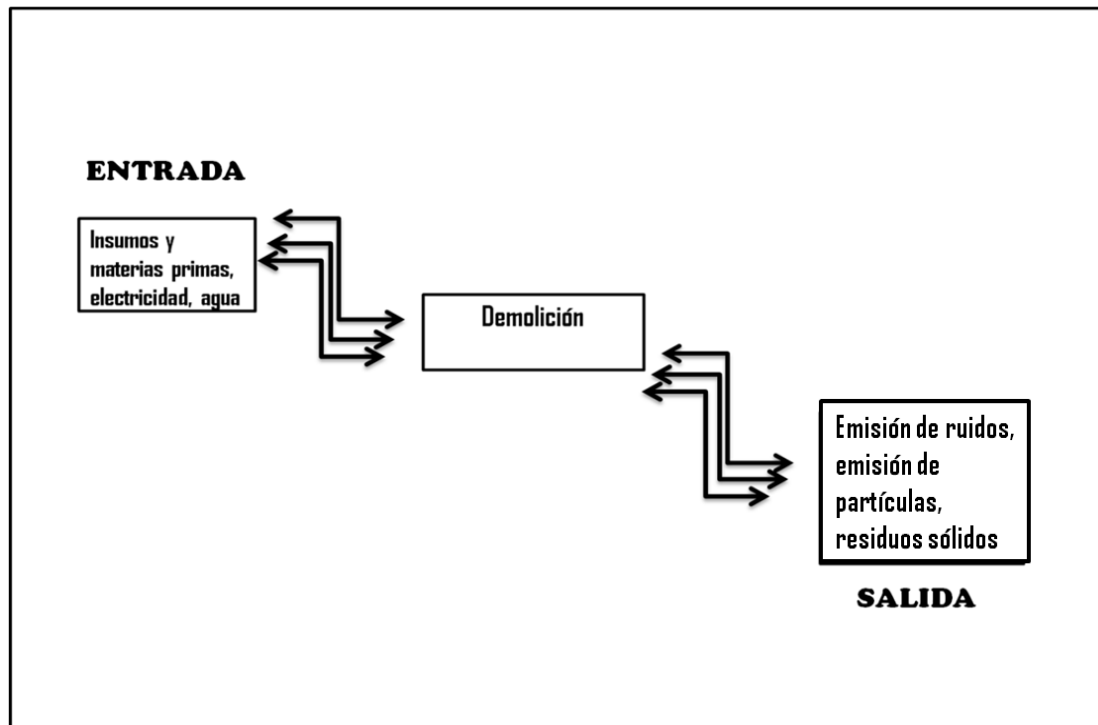 ENTRADA
Insumos y
materias primas,
electricidad, agua
Demolición
Emisión de ruidos,
emisión de
partículas,
residuos sólidos
SALIDA